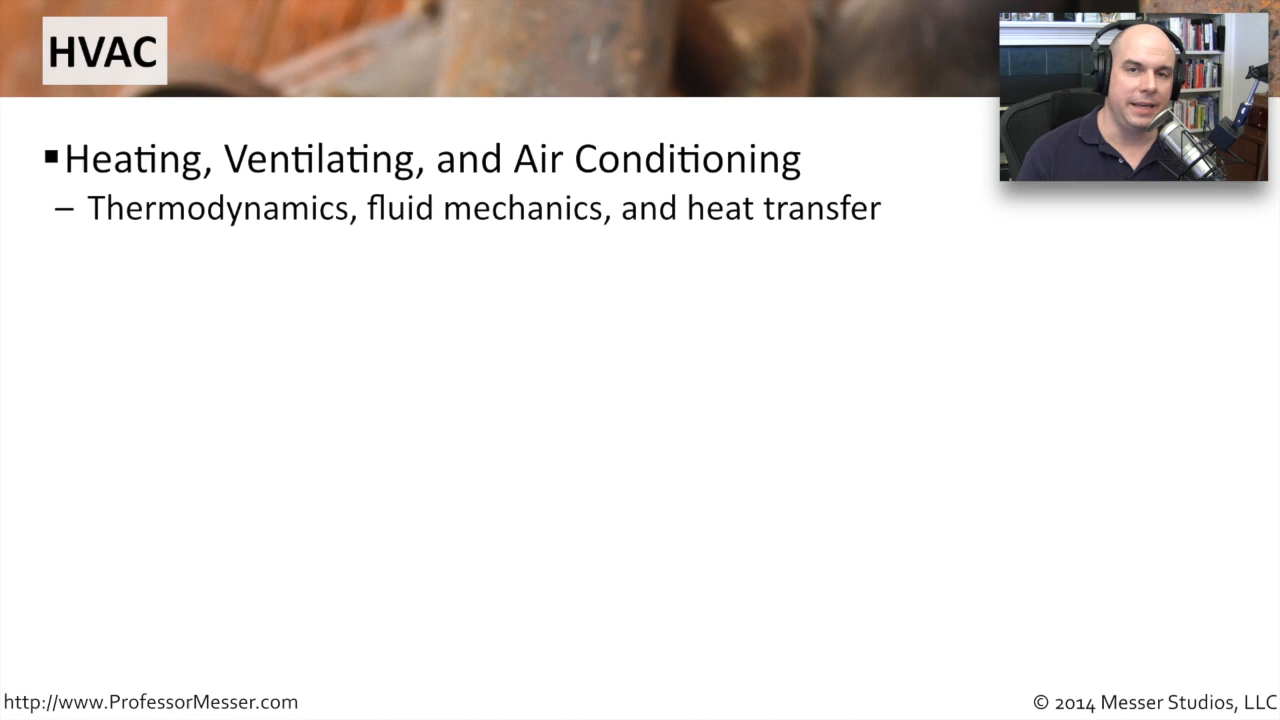 HVAC
▪Heating, Ventilating, and Air Conditioning
– Thermodynamics, fluid mechanics, and heat transfer
http://www.ProfessorMesser.com
© 2014 Messer Studios, LLC